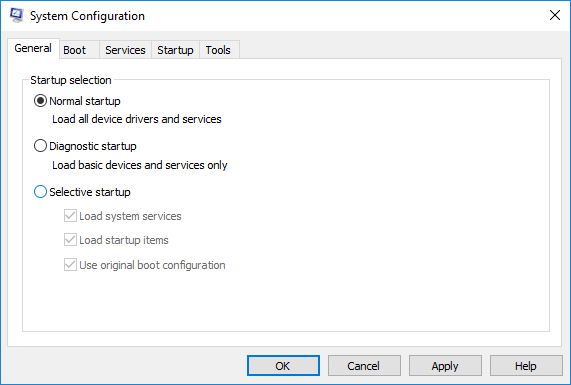 System Configuration
General Boot Services Startup Tools
Startup selection
Normal startup
Load all device drivers and services
Diagnostic startup
Load basic devices and services only
Selective startup
Load system services
Load startup items
Use original boot configuration
OK Cancel Apply Help